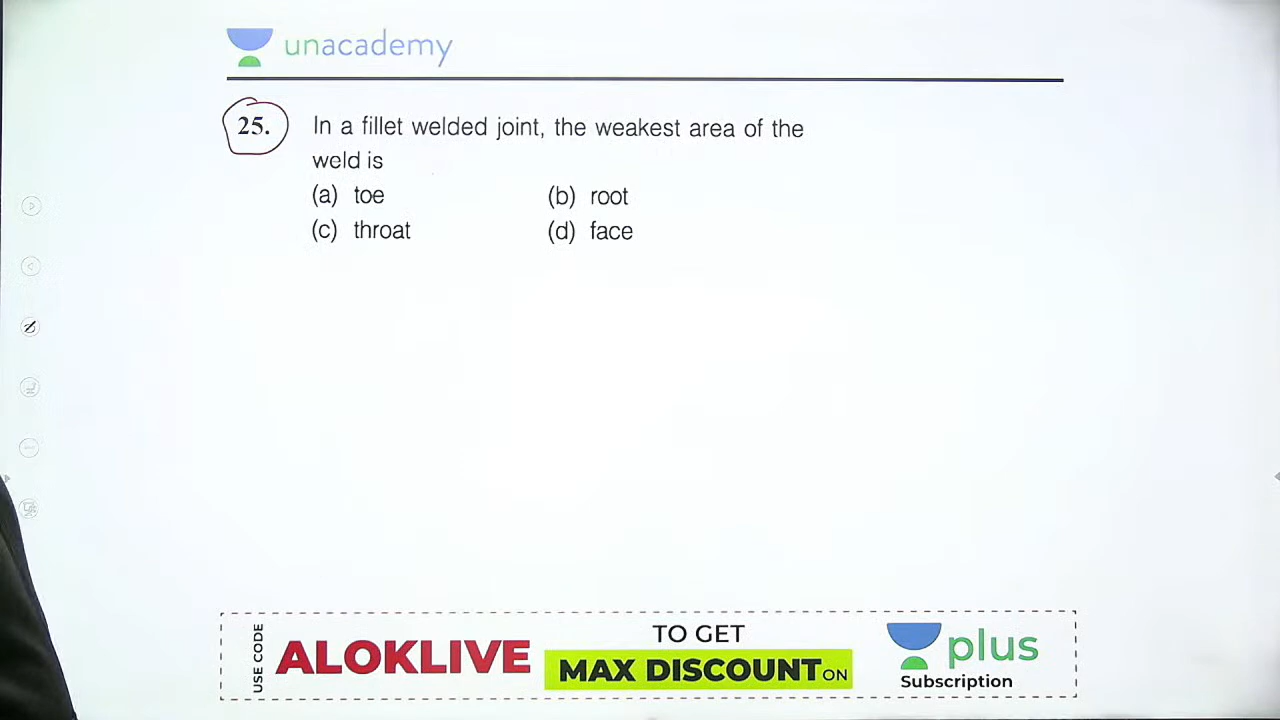 unacademy
25. In a fillet welded joint, the weakest area of the
weld is
(a) toe (b) root
(c) throat (d) face
USE CODE
ALOKLIVE
TO GET
MAX DISCOUNT ON
plus
Subscription